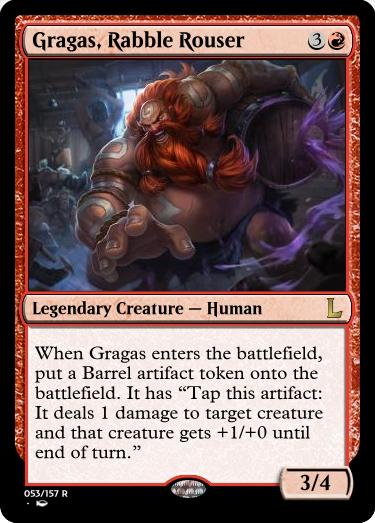 Gragas, Rabble Rouser 3
Legendary Creature — Human L
When Gragas enters the battlefield,
put a Barrel artifact token onto the
battlefield. It has “Tap this artifact:
It deals 1 damage to target creature
and that creature gets +1/+0 until
end of turn.”
3/4
053/157 R